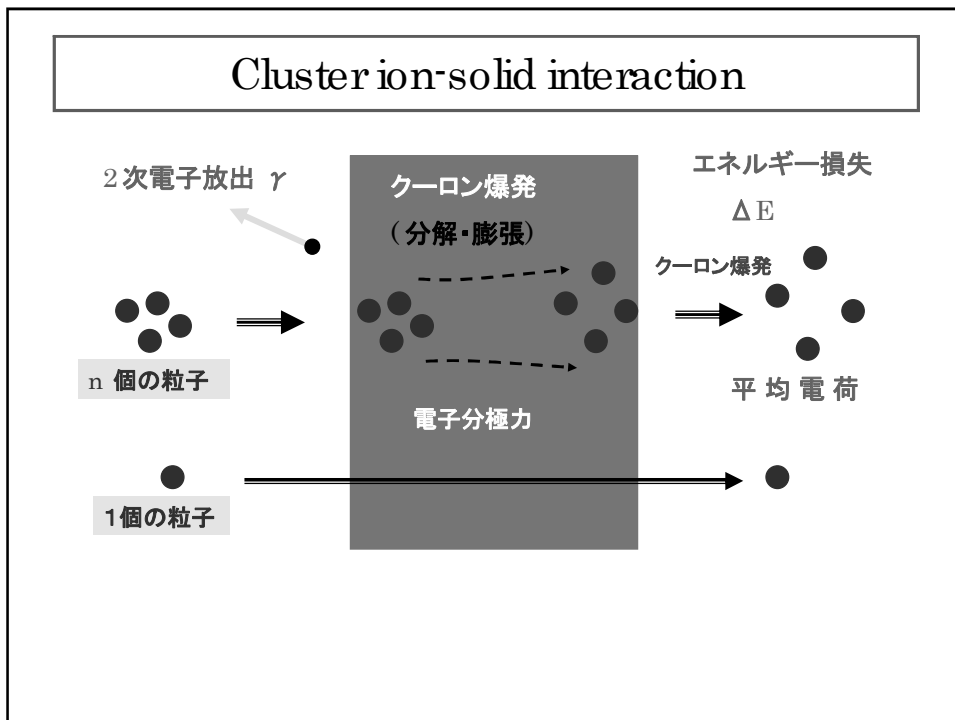 Cluster ion-solid interaction
2次電子放出 γ
クーロン爆発
(分解・膨張)
エネルギー損失
ΔE
クーロン爆発
n 個の粒子
平均電荷
電子分極力
1個の粒子